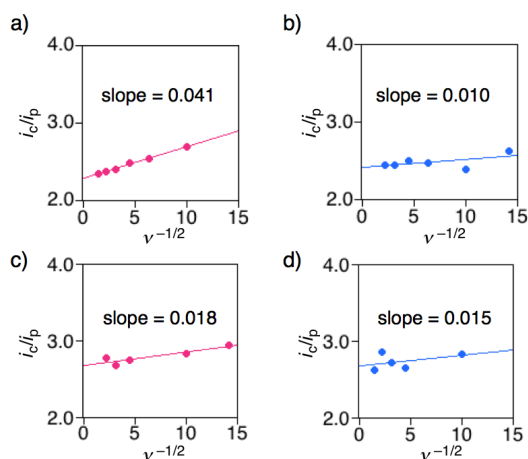 a)
4.0
slope = 0.041
3.0
ic/ip
2.0
0 5 10 15
ν−1/2
b)
4.0
slope = 0.010
3.0
ic/ip
2.0
0 5 10 15
ν−1/2
c)
4.0
slope = 0.018
3.0
ic/ip
2.0
0 5 10 15
ν−1/2
d)
4.0
slope = 0.015
3.0
ic/ip
2.0
0 5 10 15
ν−1/2